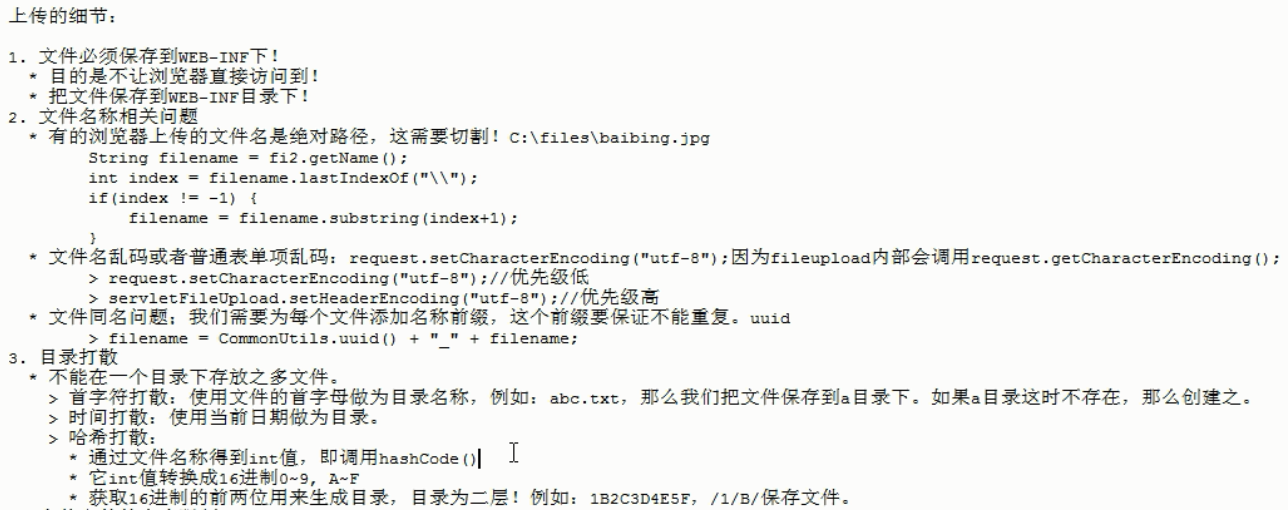 上传的细节：
1. 文件必须保存到WEB-INF下！
* 目的是不让浏览器直接访问到！
* 把文件保存到WEB-INF目录下！
2. 文件名称相关问题
* 有的浏览器上传的文件名是绝对路径，这需要切割！C:\files\baibing.jpg
String filename = fi2.getName();
int index = filename.lastIndexOf("\\");
if(index != -1) {
filename = filename.substring(index+1);
}
* 文件名乱码或者普通表单项乱码：request.setCharacterEncoding("utf-8");因为fileupload内部会调用request.getCharacterEncoding();
> request.setCharacterEncoding("utf-8");//优先级低
> servletFileUpload.setHeaderEncoding("utf-8");//优先级高
* 文件同名问题；我们需要为每个文件添加名称前缀，这个前缀要保证不能重复。uuid
> filename = CommonUtils.uuid() + "_" + filename;
3. 目录打散
* 不能在一个目录下存放之多文件。
> 首字符打散：使用文件的首字母做为目录名称，例如：abc.txt，那么我们把文件保存到a目录下。如果a目录这时不存在，那么创建之。
> 时间打散：使用当前日期做为目录。
> 哈希打散：
* 通过文件名称得到int值，即调用hashCode()
* 它int值转换成16进制0~9, A~F
* 获取16进制的前两位用来生成目录，目录为二层！例如：1B2C3D4E5F，/1/B/保存文件。